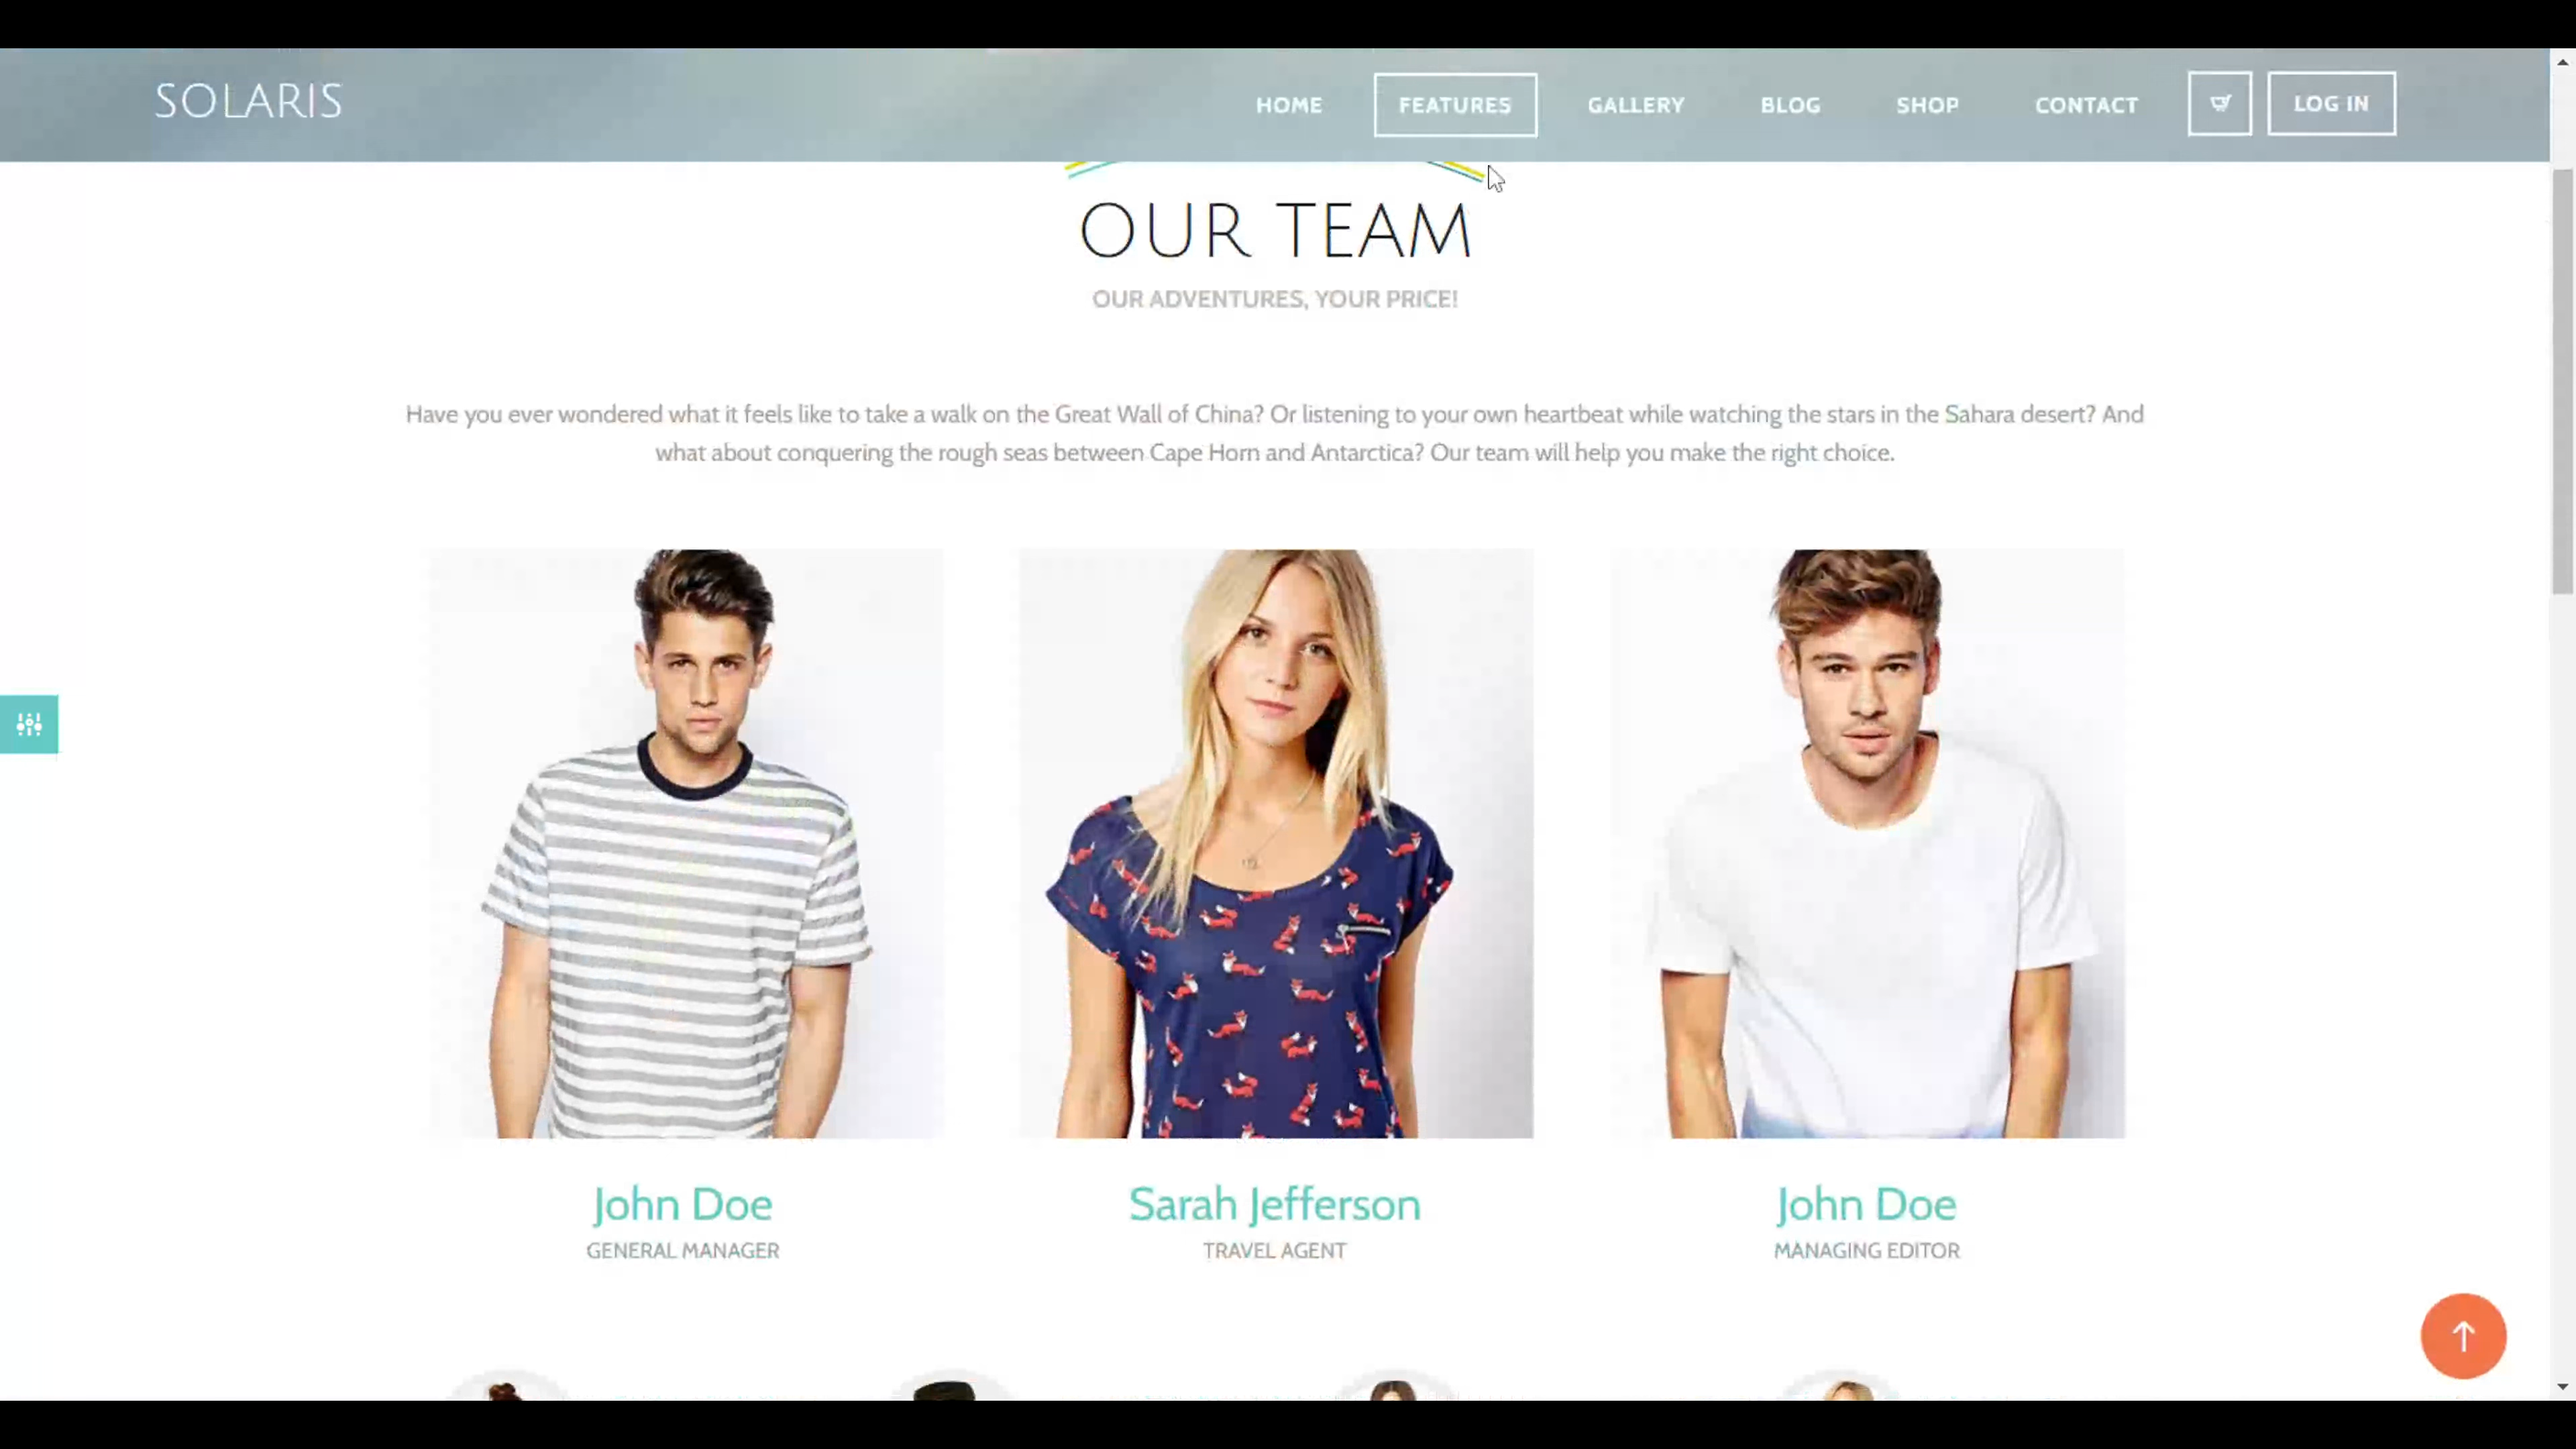 SOLARIS
HOME FEATURES GALLERY BLOG SHOP CONTACT LOG IN
OUR TEAM
OUR ADVENTURES, YOUR PRICE!
Have you ever wondered what it feels like to take a walk on the Great Wall of China? Or listening to your own heartbeat while watching the stars in the Sahara desert? And
what about conquering the rough seas between Cape Horn and Antarctica? Our team will help you make the right choice.
John Doe
GENERAL MANAGER
Sarah Jefferson
TRAVEL AGENT
John Doe
MANAGING EDITOR